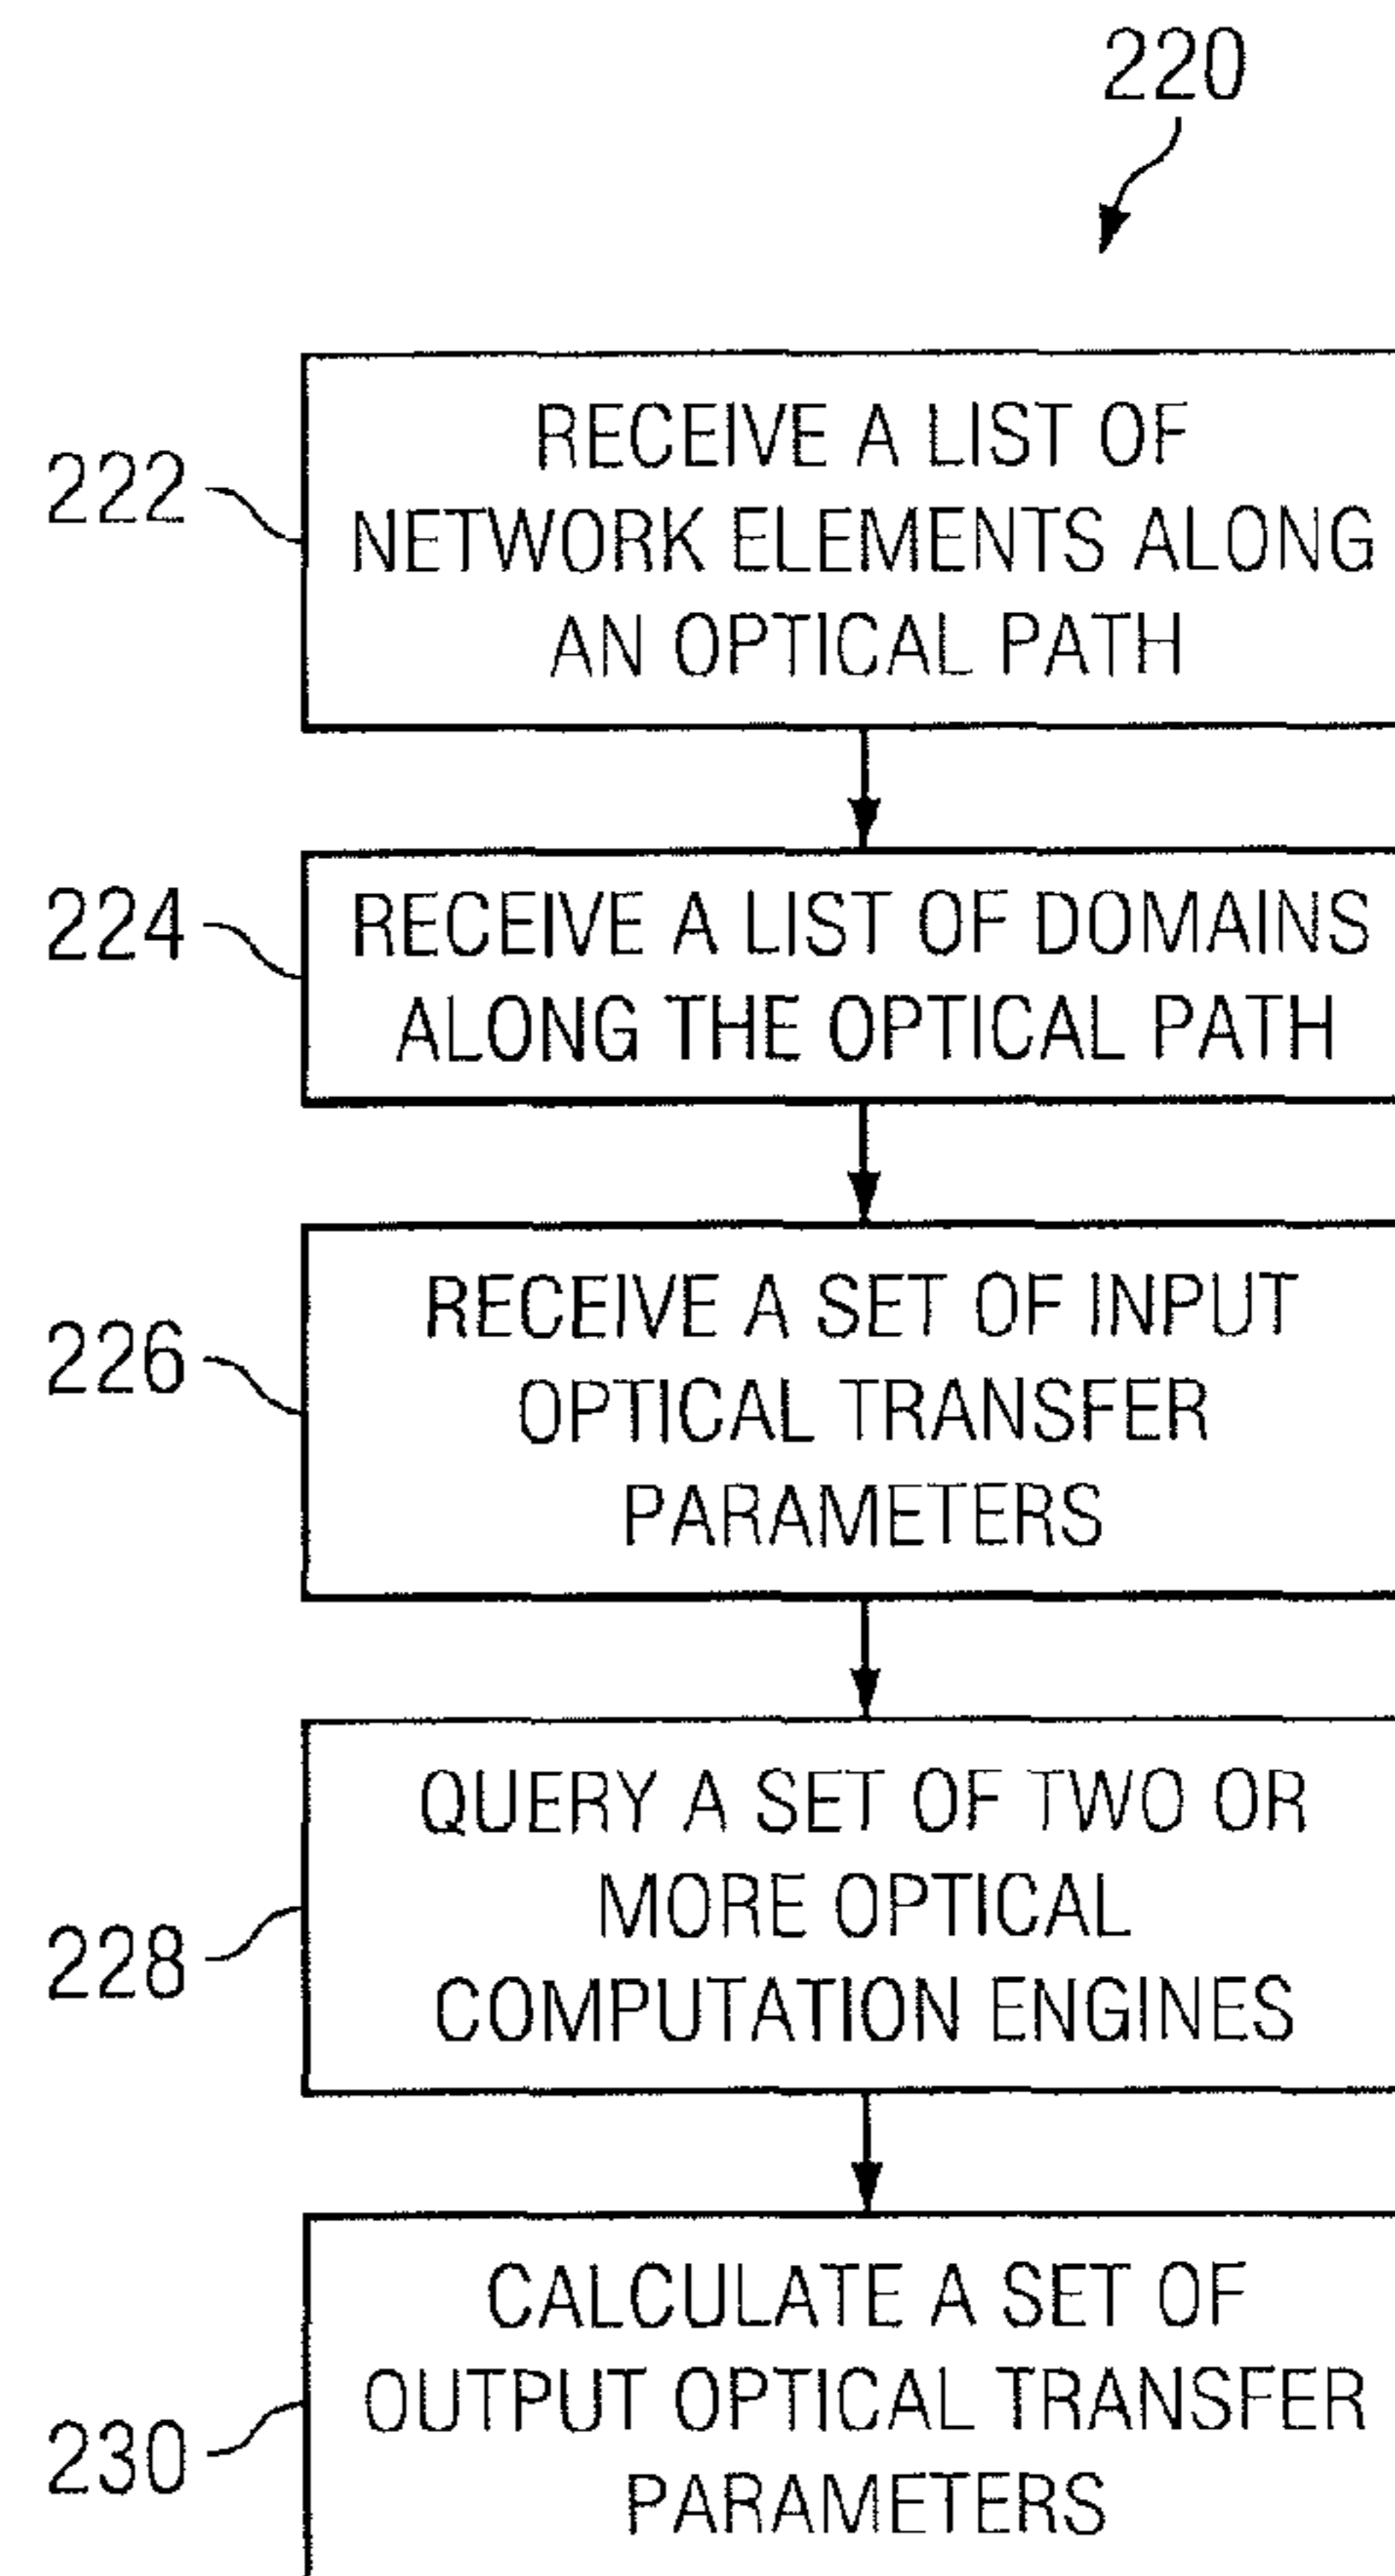 220
222
RECEIVE A LIST OF
NETWORK ELEMENTS ALONG
AN OPTICAL PATH
224
RECEIVE A LIST OF DOMAINS
ALONG THE OPTICAL PATH
226
RECEIVE A SET OF INPUT
OPTICAL TRANSFER
PARAMETERS
228
QUERY A SET OF TWO OR
MORE OPTICAL
COMPUTATION ENGINES
230
CALCULATE A SET OF
OUTPUT OPTICAL TRANSFER
PARAMETERS